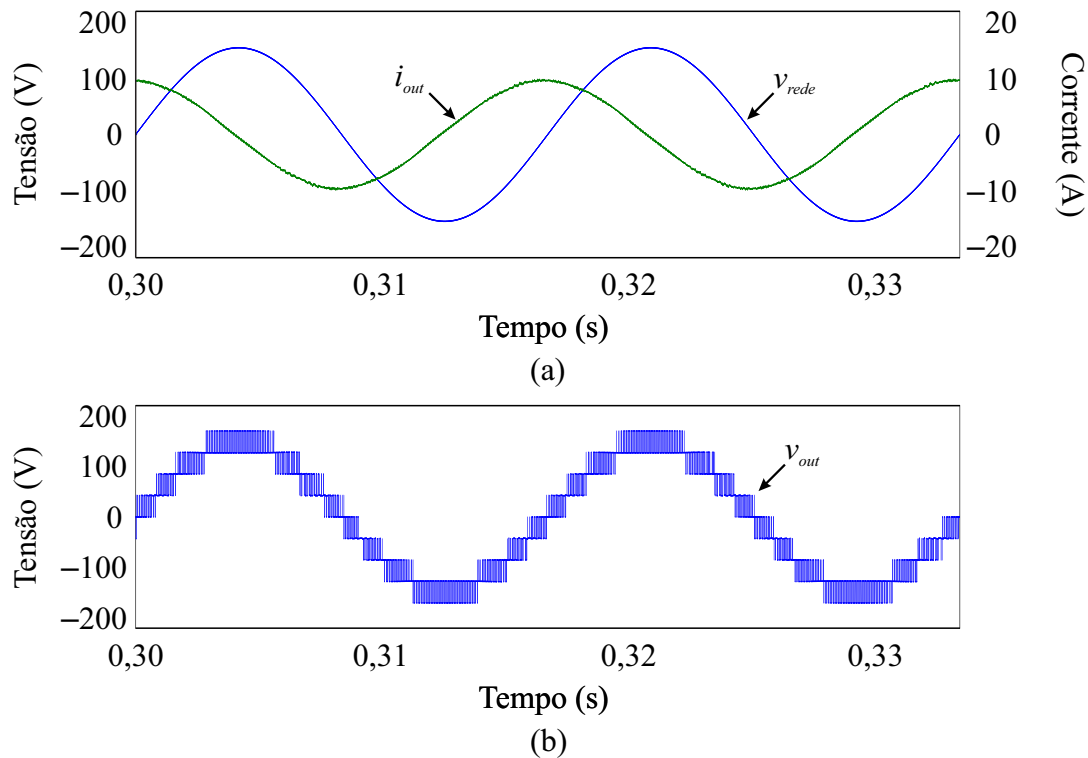 Tensão (V)
200
100
0
−100
−200
i_out
v_rede
20
10
0
−10
−20
Corrente (A)
0,30
0,31
0,32
0,33
Tempo (s)
(a)
Tensão (V)
200
100
0
−100
−200
v_out
0,30
0,31
0,32
0,33
Tempo (s)
(b)